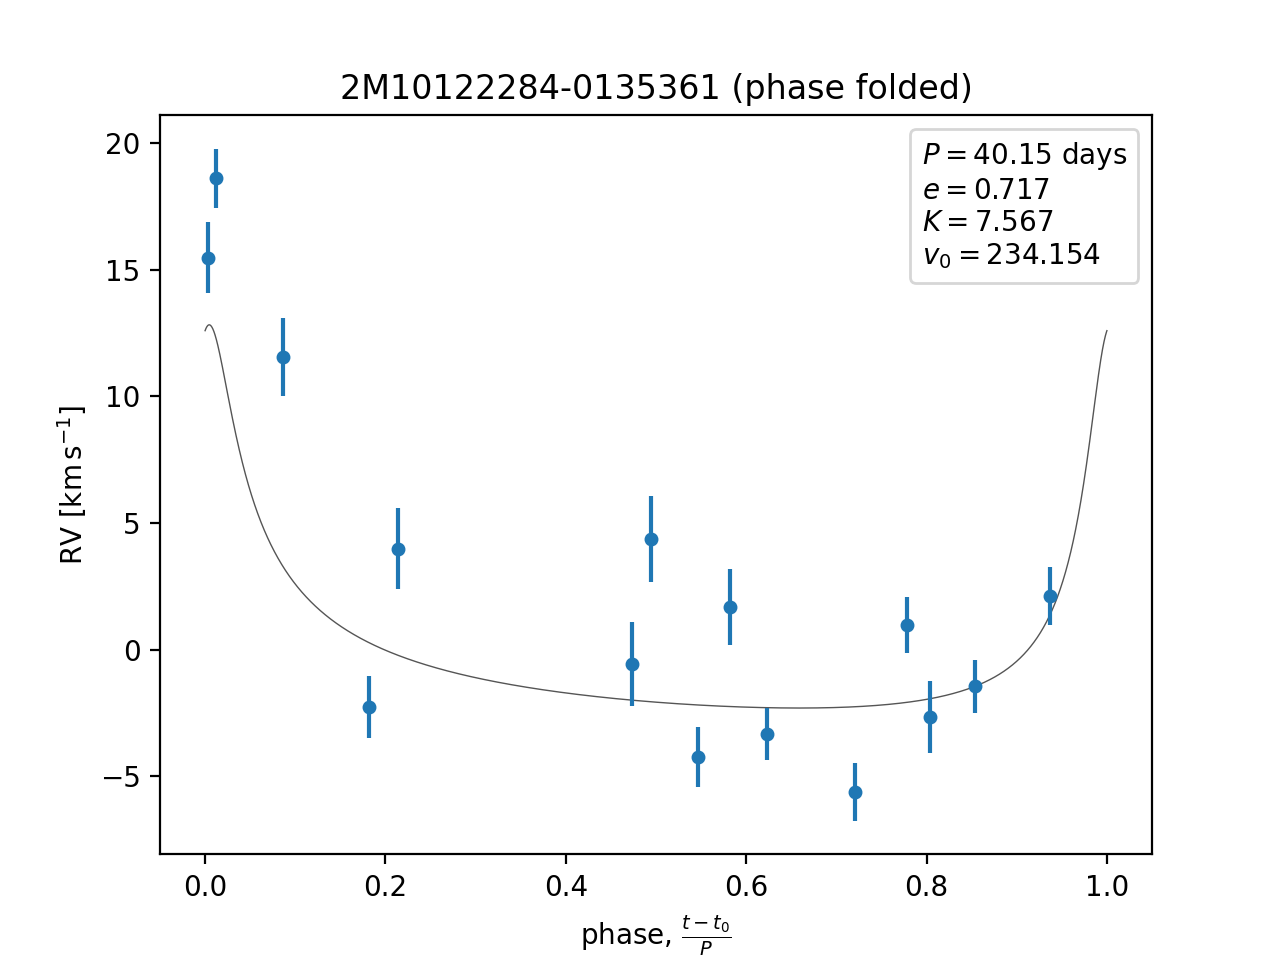 2M10122284-0135361 (phase folded)
P = 40.15 days
e = 0.717
K = 7.567
v₀ = 234.154
20
15
10
5
0
−5
RV [km s⁻¹]
0.0 0.2 0.4 0.6 0.8 1.0
phase, (t − t₀)/P